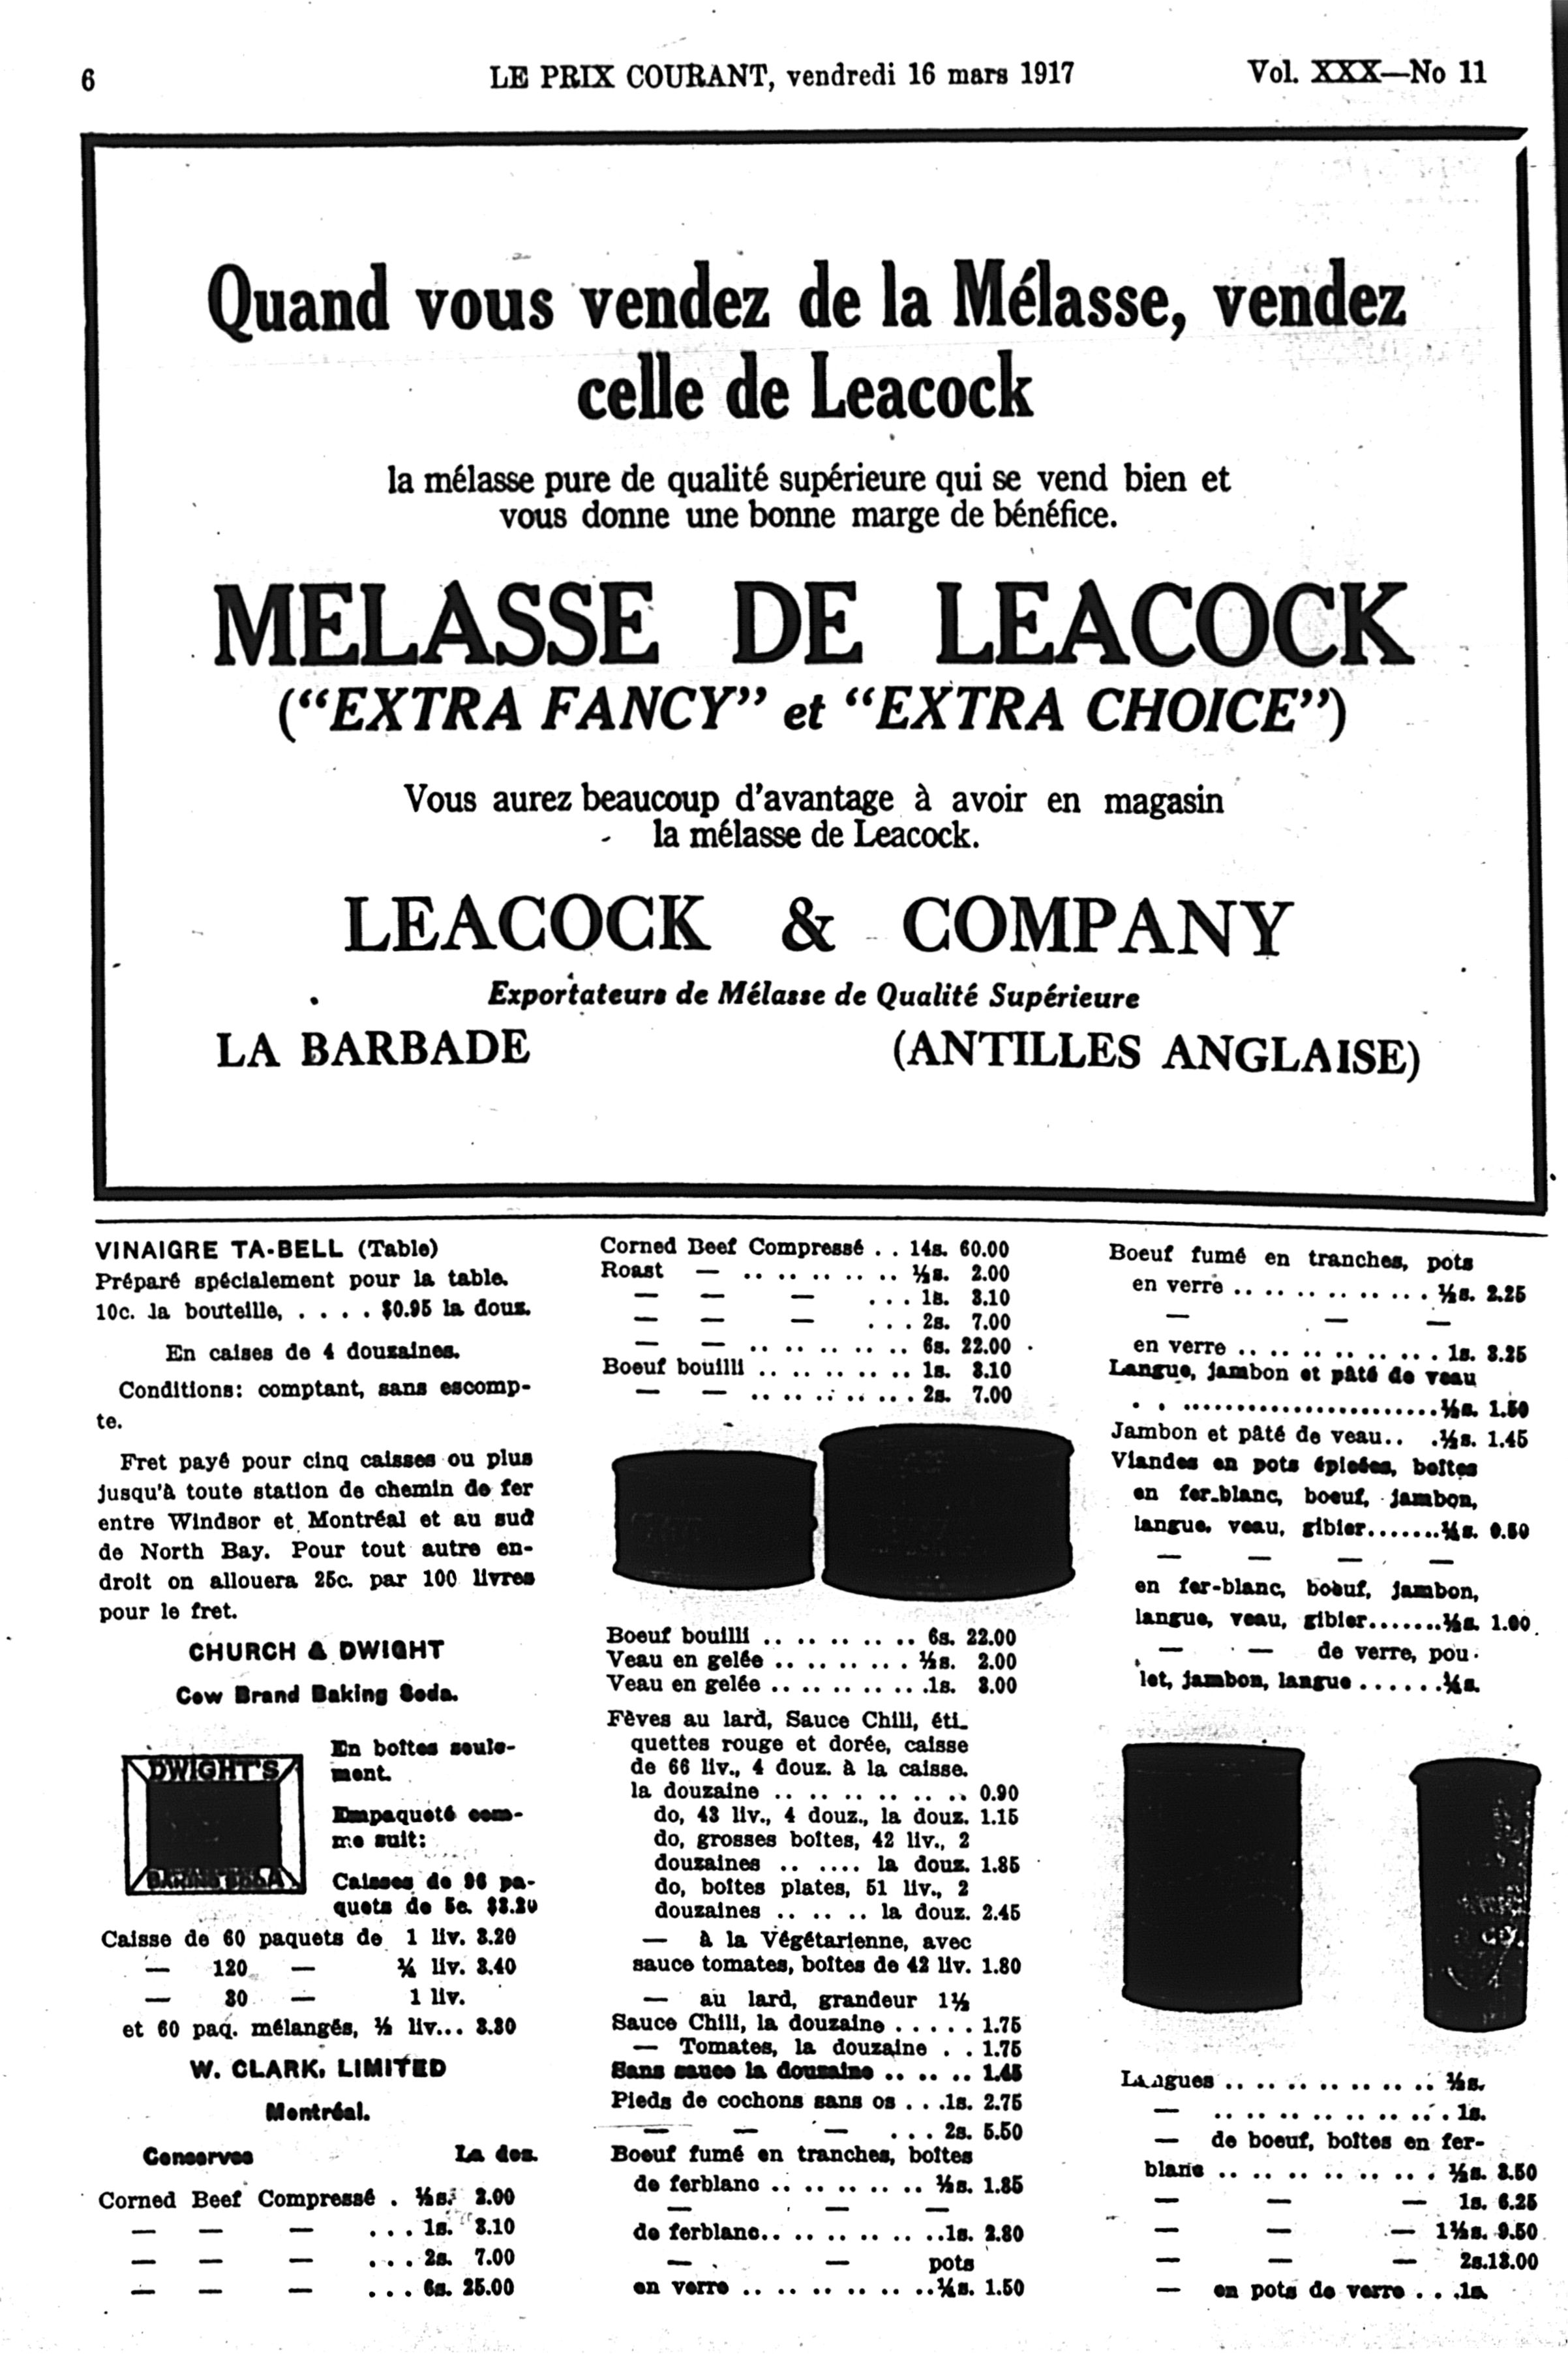 6
LE PRIX COURANT, vendredi 16 mars 1917
Vol. XXX—No 11
Quand vous vendez de la Mélasse, vendez
celle de Leacock
la mélasse pure de qualité supérieure qui se vend bien et
vous donne une bonne marge de bénéfice.
MELASSE DE LEACOCK
(“EXTRA FANCY” et “EXTRA CHOICE”)
Vous aurez beaucoup d'avantage à avoir en magasin
la mélasse de Leacock.
LEACOCK & COMPANY
Exportateurs de Mélasse de Qualité Supérieure
LA BARBADE
(ANTILLES ANGLAISE)
VINAIGRE TA-BELL (Table)
Préparé spécialement pour la table.
10c. la bouteille, . . . . $0.95 la douz.
En caises de 4 douzaines.
Conditions: comptant, sans escomp-
te.
Fret payé pour cinq caisses ou plus
jusqu'à toute station de chemin de fer
entre Windsor et Montréal et au sud
de North Bay. Pour tout autre en-
droit on allouera 25c. par 100 livres
pour le fret.
CHURCH & DWIGHT
Cow Brand Baking Soda.
DWIGHT'S
BAKING SODA
En boîtes seule-
ment.
Empaqueté com-
me suit:
Caisses de 96 pa-
quets de 5c. $3.20
Caisse de 60 paquets de 1 liv. 3.20
— 120 — ½ liv. 3.40
— 30 — 1 liv.
et 60 paq. mélangés, ½ liv... 3.30
W. CLARK, LIMITED
Montréal.
Conserves La dos.
Corned Beef Compressé . ½s. 2.00
— — — . . . 1s. 3.10
— — — . . . 2s. 7.00
— — — . . . 6s. 25.00
Corned Beef Compressé . . 14s. 60.00
Roast — .. .. .. .. .. ½s. 2.00
— — — . . . 1s. 3.10
— — — . . . 2s. 7.00
— — .. .. .. .. .. 6s. 22.00
Boeuf bouilli .. .. .. .. .. 1s. 3.10
— — .. .. .. .. .. 2s. 7.00
Boeuf bouilli .. .. .. .. .. 6s. 22.00
Veau en gelée .. .. .. .. . ½s. 2.00
Veau en gelée .. .. .. .. .. .1s. 3.00
Fèves au lard, Sauce Chili, éti-
quettes rouge et dorée, caisse
de 66 liv., 4 douz. à la caisse.
la douzaine .. .. .. .. .. .. 0.90
do, 43 liv., 4 douz., la douz. 1.15
do, grosses boîtes, 42 liv., 2
douzaines .. .... la douz. 1.85
do, boîtes plates, 51 liv., 2
douzaines .. .. .. la douz. 2.45
— à la Végétarienne, avec
sauce tomates, boîtes de 42 liv. 1.80
— au lard, grandeur 1½
Sauce Chili, la douzaine . . . . . 1.75
— Tomates, la douzaine . . 1.75
Sans sauce la douzaine .. .. .. 1.45
Pieds de cochons sans os . . .1s. 2.75
— — — . . . 2s. 5.50
Boeuf fumé en tranches, boîtes
de ferblanc .. .. .. .. .. ½s. 1.85
— — —
de ferblanc.. .. .. .. .. ..1s. 2.80
— — pots
en verre .. .. .. .. .. ..¼s. 1.50
Boeuf fumé en tranches, pots
en verre .. .. .. .. .. .. . ½s. 2.25
— — —
en verre .. .. .. .. .. .. . 1s. 3.25
Langue, jambon et pâté de veau
. . ........................½s. 1.50
Jambon et pâté de veau.. .½s. 1.45
Viandes en pots épicées, boîtes
en fer-blanc, boeuf, jambon,
langue, veau, gibier.......¼s. 0.50
— — — —
en fer-blanc, boeuf, jambon,
langue, veau, gibier.......½s. 1.00
— — de verre, pou-
let, jambon, langue ......¼s.
Langues .. .. .. .. .. .. .. ½s.
— .. .. .. .. .. .. .. . 1s.
— de boeuf, boîtes en fer-
blanc .. .. .. .. .. .. . ½s. 3.50
— — — 1s. 6.25
— — — 1½s. 9.50
— — — 2s.13.00
— en pots de verre . . .1s.